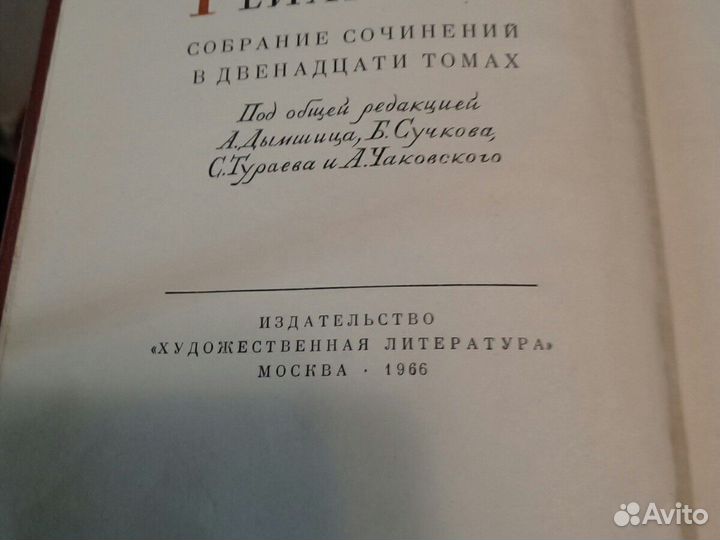 СОБРАНИЕ СОЧИНЕНИЙ
В ДВЕНАДЦАТИ ТОМАХ
Под общей редакцией
А. Дымшица, Б. Сучкова,
С. Тураева и А. Чаковского
ИЗДАТЕЛЬСТВО
«ХУДОЖЕСТВЕННАЯ ЛИТЕРАТУРА»
МОСКВА · 1966
Avito